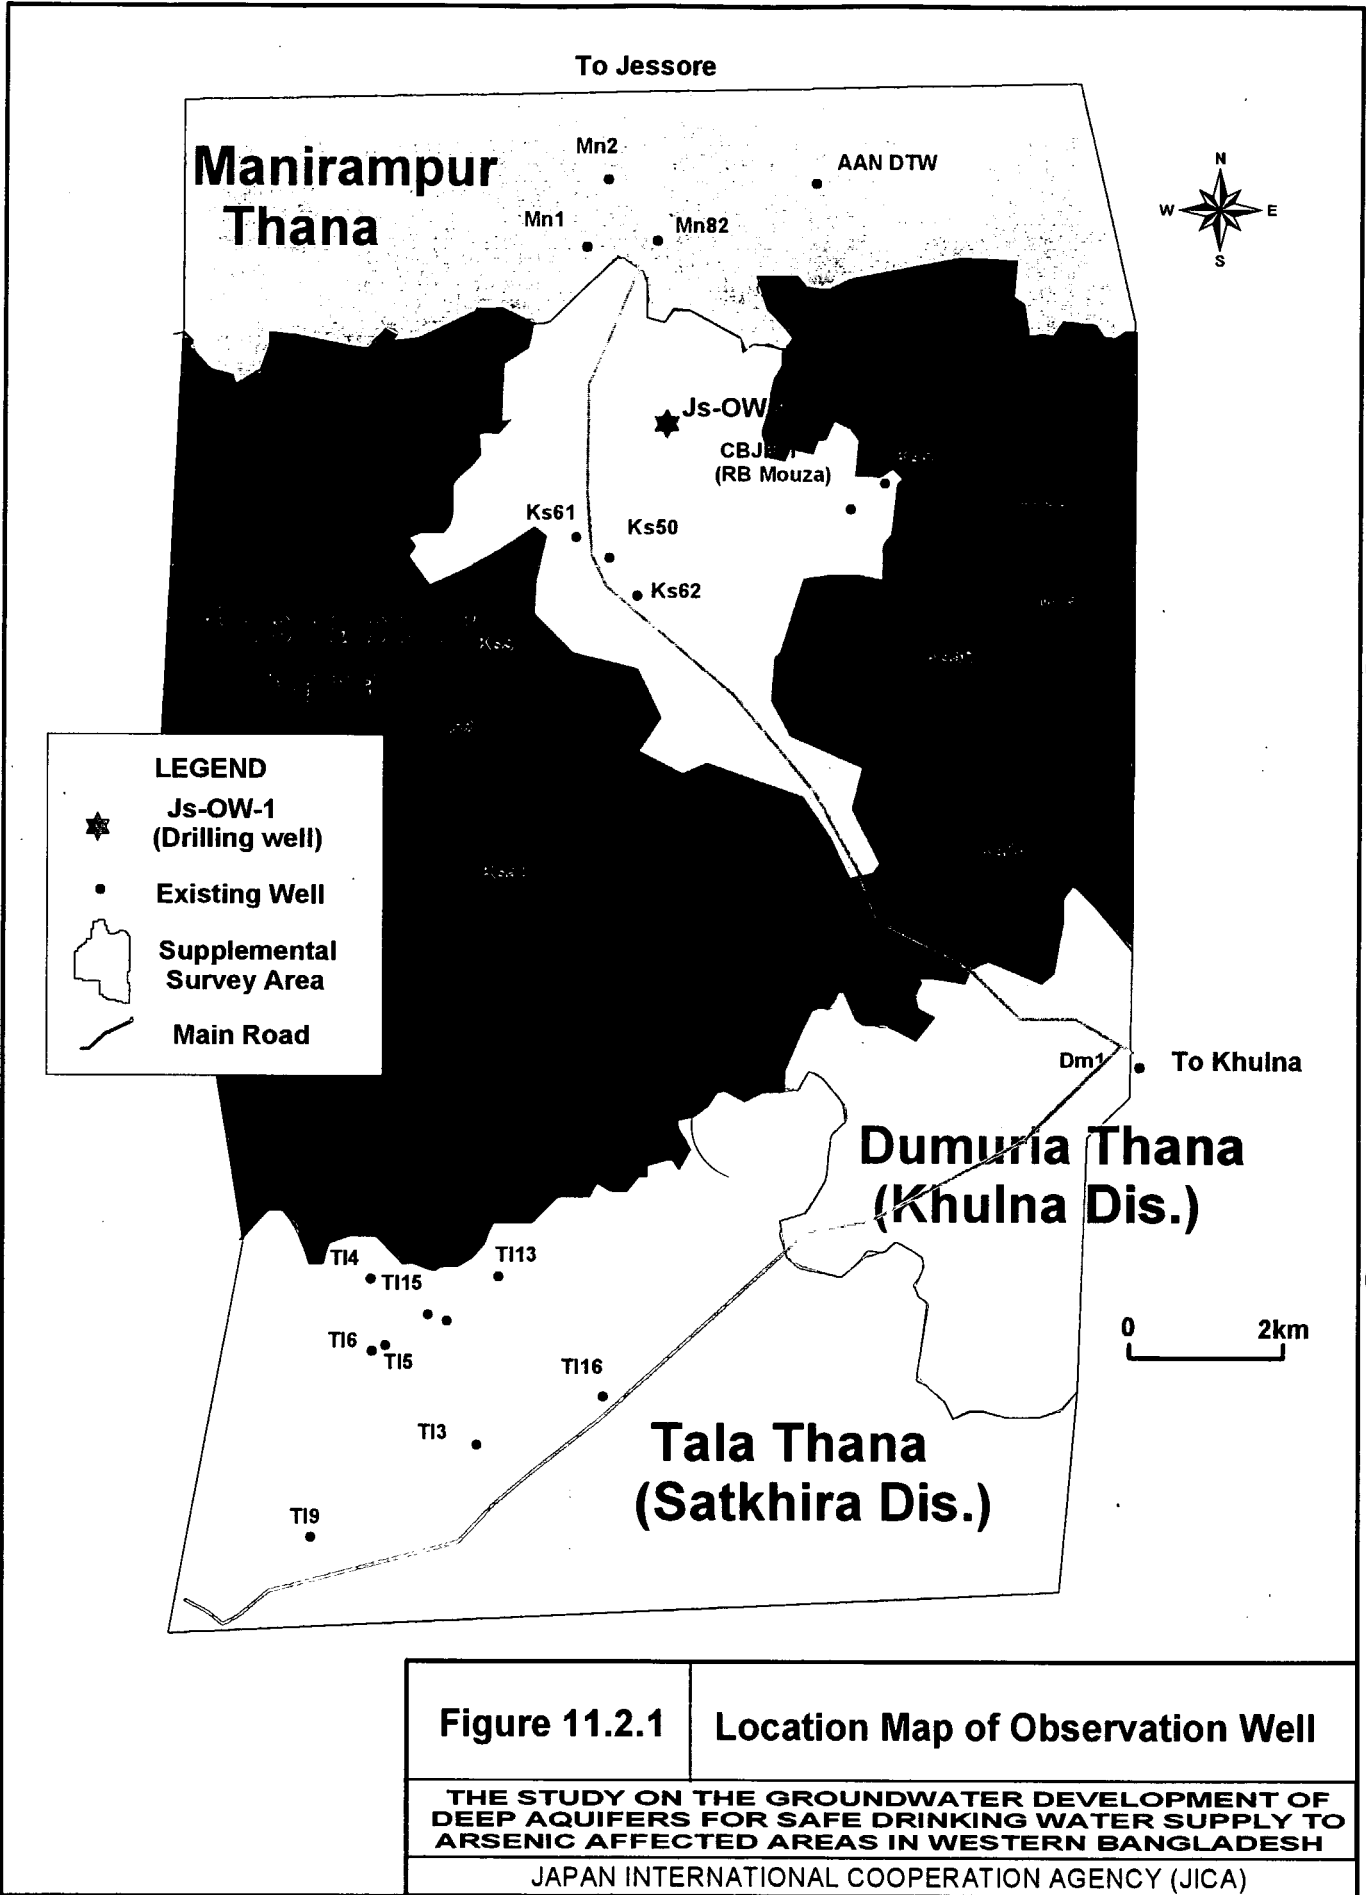 To Jessore
Manirampur
Thana
Mn2
AAN DTW
Mn1
Mn82
N
W
E
S
Js-OW
(RB Mouza)
Ks61
Ks50
Ks62
LEGEND
Js-OW-1
(Drilling well)
Existing Well
Supplemental
Survey Area
Main Road
Dm1
To Khulna
Dumuria Thana
(Khulna Dis.)
Tl4
Tl15
Tl13
Tl6
Tl5
Tl16
Tl3
Tl9
0
2km
Tala Thana
(Satkhira Dis.)
Figure 11.2.1
Location Map of Observation Well
THE STUDY ON THE GROUNDWATER DEVELOPMENT OF
DEEP AQUIFERS FOR SAFE DRINKING WATER SUPPLY TO
ARSENIC AFFECTED AREAS IN WESTERN BANGLADESH
JAPAN INTERNATIONAL COOPERATION AGENCY (JICA)